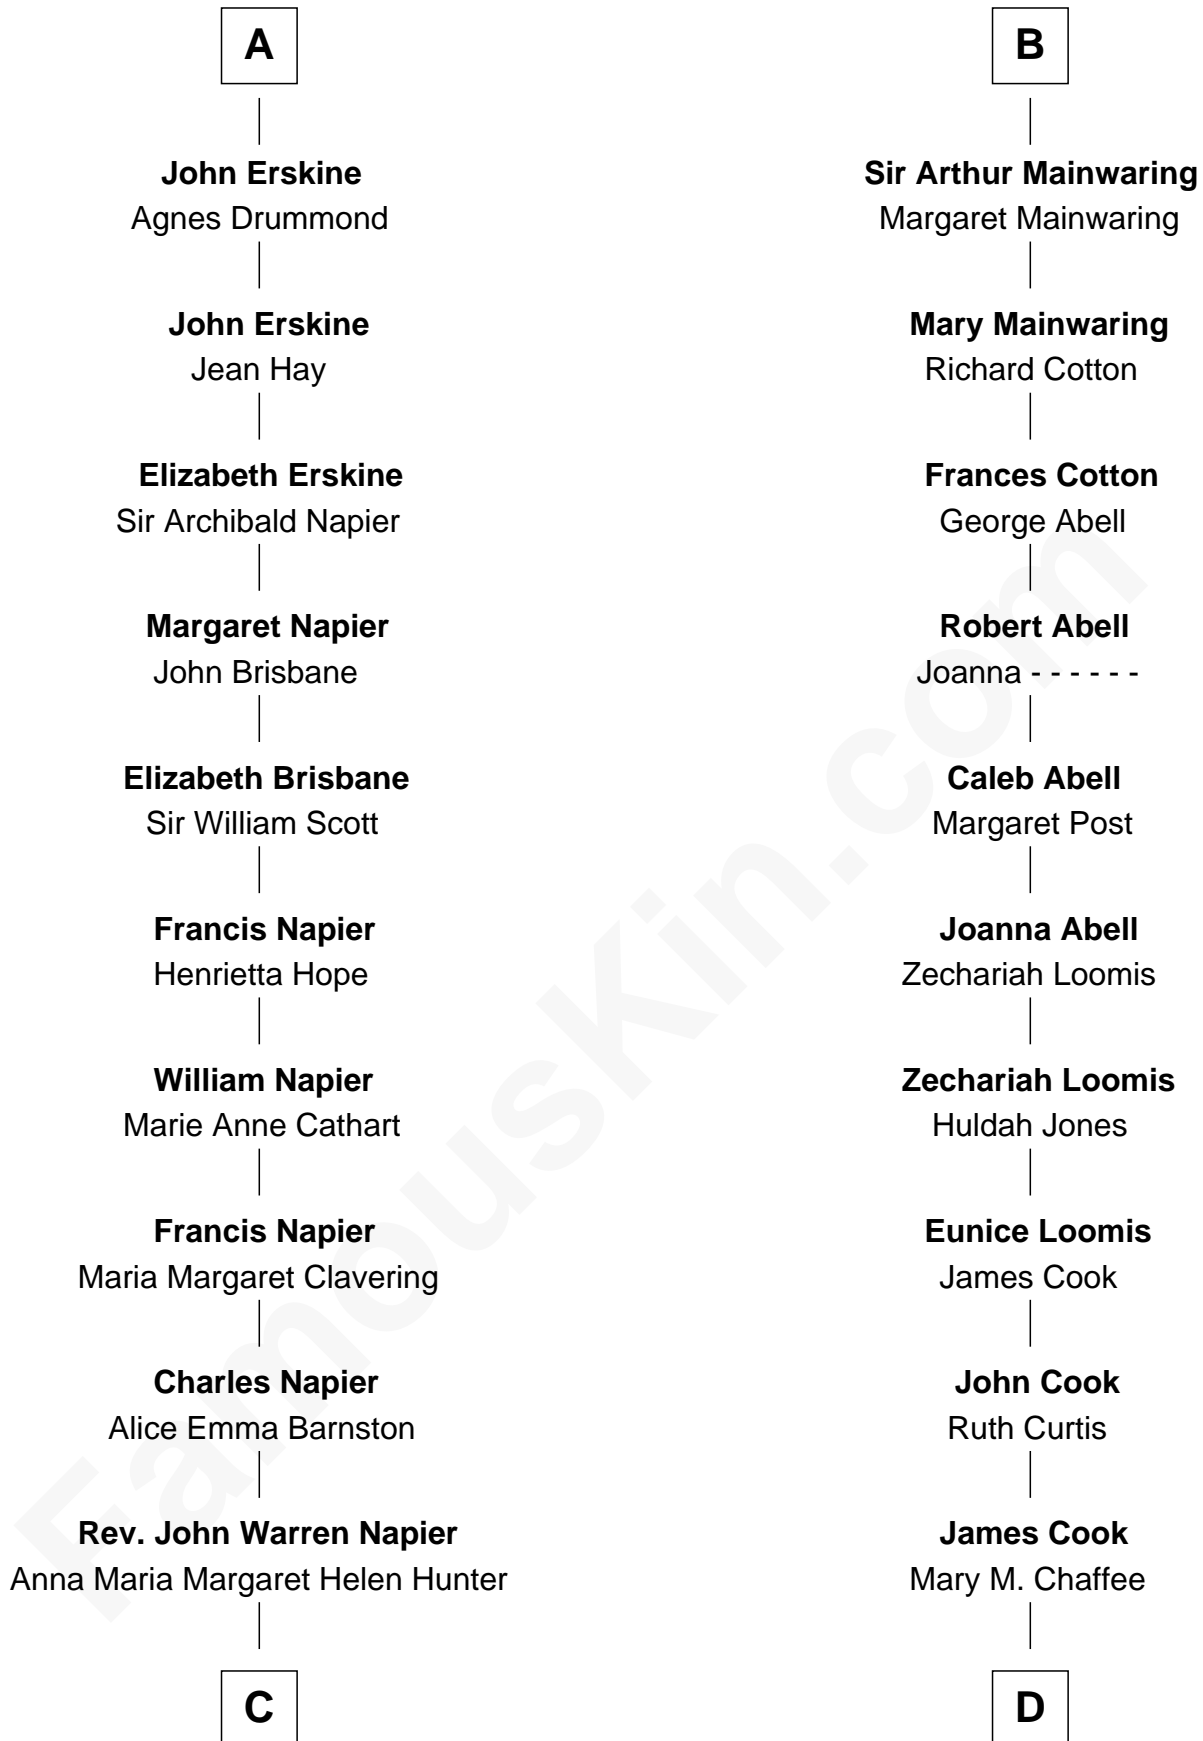 A
John Erskine
Agnes Drummond
John Erskine
Jean Hay
Elizabeth Erskine
Sir Archibald Napier
Margaret Napier
John Brisbane
Elizabeth Brisbane
Sir William Scott
Francis Napier
Henrietta Hope
William Napier
Marie Anne Cathart
Francis Napier
Maria Margaret Clavering
Charles Napier
Alice Emma Barnston
Rev. John Warren Napier
Anna Maria Margaret Helen Hunter
C
B
Sir Arthur Mainwaring
Margaret Mainwaring
Mary Mainwaring
Richard Cotton
Frances Cotton
George Abell
Robert Abell
Joanna - - - - - -
Caleb Abell
Margaret Post
Joanna Abell
Zechariah Loomis
Zechariah Loomis
Huldah Jones
Eunice Loomis
James Cook
John Cook
Ruth Curtis
James Cook
Mary M. Chaffee
D
FamousKin.com